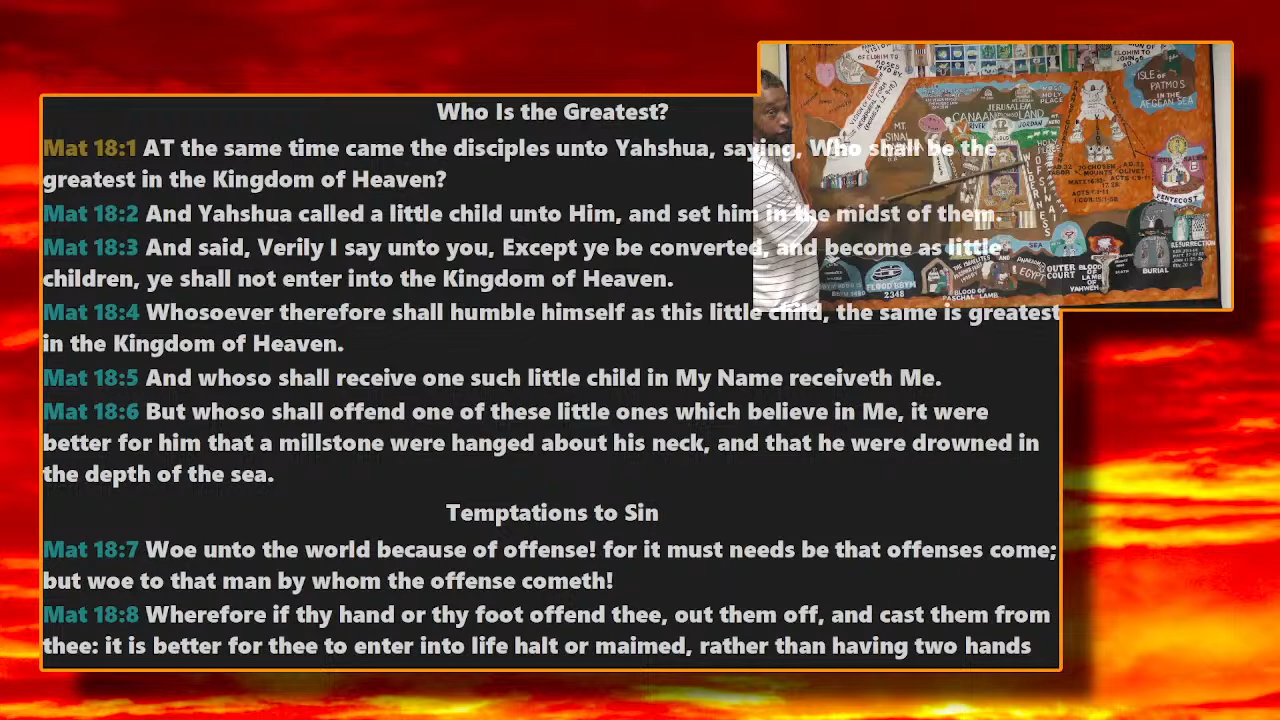 Who Is the Greatest?
Mat 18:1 AT the same time came the disciples unto Yahshua, saying, Who shall be the
greatest in the Kingdom of Heaven?
Mat 18:2 And Yahshua called a little child unto Him, and set him in the midst of them.
Mat 18:3 And said, Verily I say unto you, Except ye be converted, and become as little
children, ye shall not enter into the Kingdom of Heaven.
Mat 18:4 Whosoever therefore shall humble himself as this little child, the same is greatest
in the Kingdom of Heaven.
Mat 18:5 And whoso shall receive one such little child in My Name receiveth Me.
Mat 18:6 But whoso shall offend one of these little ones which believe in Me, it were
better for him that a millstone were hanged about his neck, and that he were drowned in
the depth of the sea.
Temptations to Sin
Mat 18:7 Woe unto the world because of offense! for it must needs be that offenses come;
but woe to that man by whom the offense cometh!
Mat 18:8 Wherefore if thy hand or thy foot offend thee, out them off, and cast them from
thee: it is better for thee to enter into life halt or maimed, rather than having two hands
ISLE OF
PATMOS
IN THE
AEGEAN SEA
JERUSALEM
CANAAN LAND
RIVER JORDAN
MT.
SINAI
PENTECOST
SEA
EGYPT
OUTER
COURT
BLOOD
LAMB
OF
YAHWEH
BURIAL
RESURRECTION
FLOOD
2348
BLOOD OF
PASCHAL LAMB